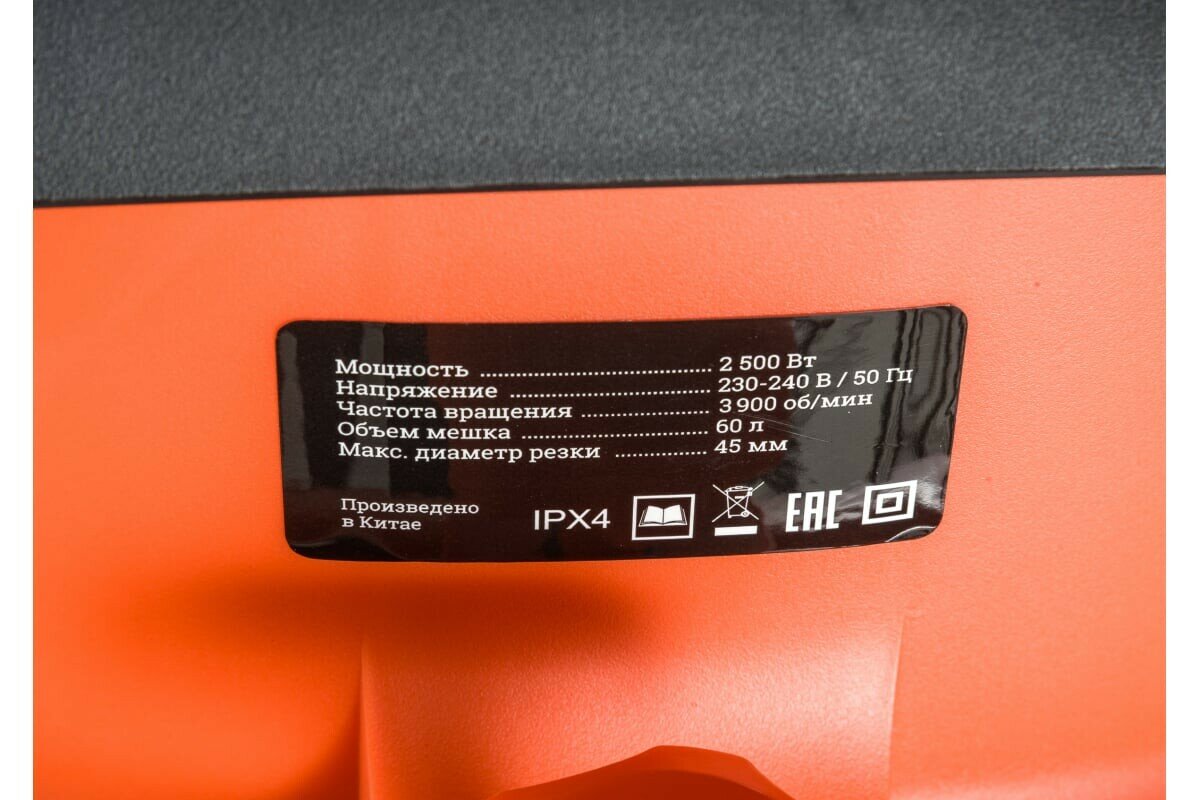 Мощность ........................................ 2 500 Вт
Напряжение ................................... 230-240 В / 50 Гц
Частота вращения ...................... 3 900 об/мин
Объем мешка ................................ 60 л
Макс. диаметр резки ................ 45 мм
Произведено
в Китае
IPX4
EAC